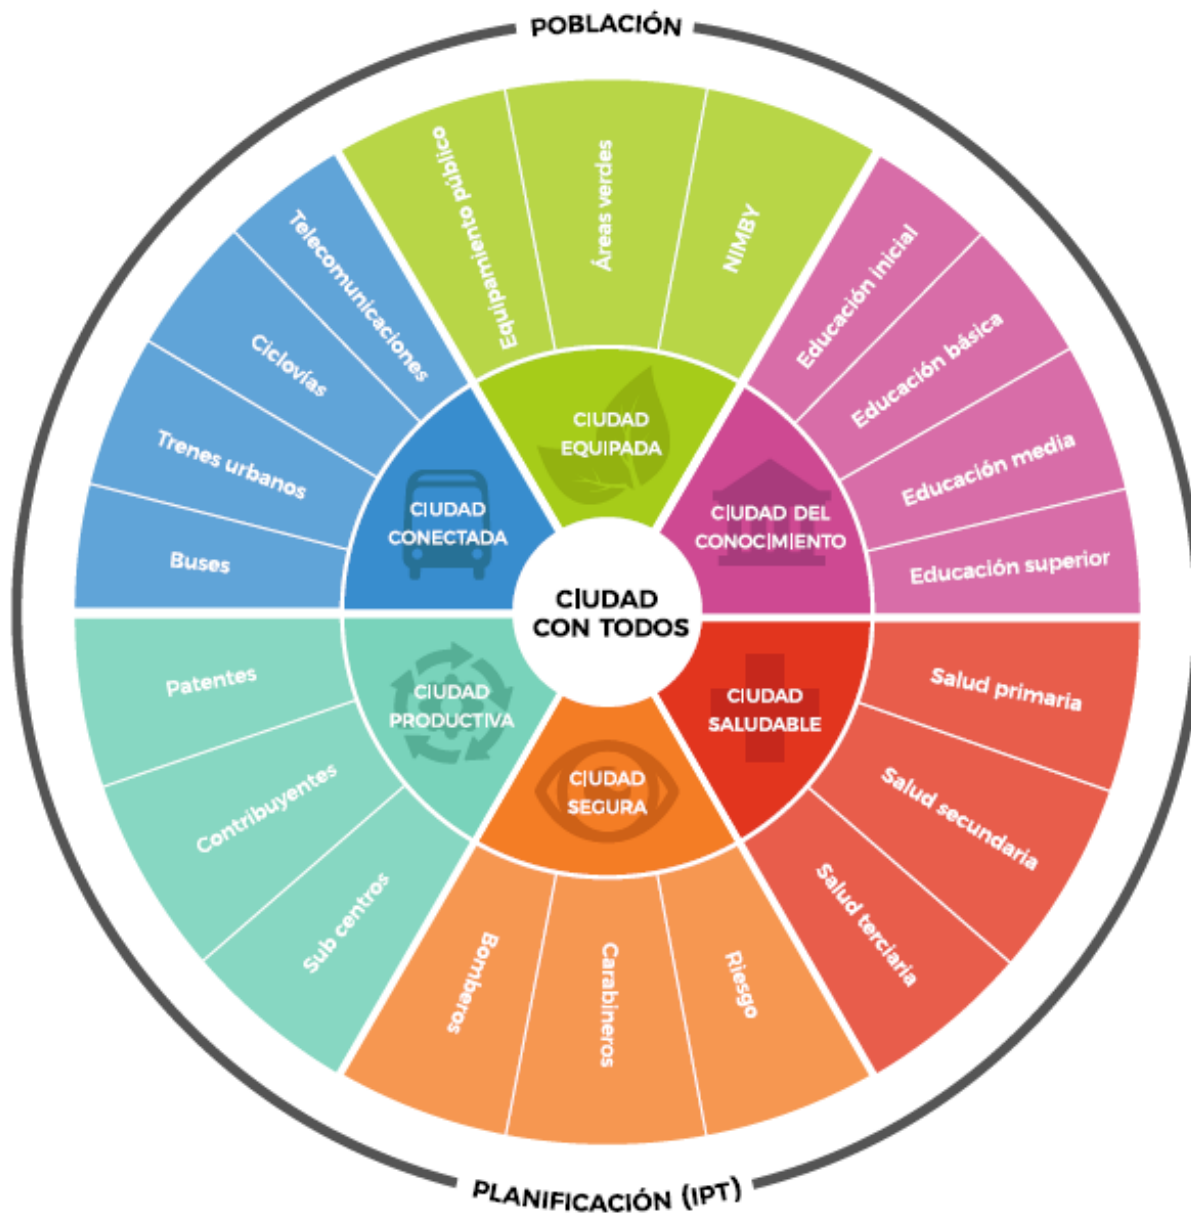 POBLACIÓN
Equipamiento público
Áreas verdes
NIMBY
CIUDAD
EQUIPADA
Educación inicial
Educación básica
Educación media
Educación superior
CIUDAD DEL
CONOCIMIENTO
Salud primaria
Salud secundaria
Salud terciaria
CIUDAD
SALUDABLE
Riesgo
Carabineros
Bomberos
CIUDAD
SEGURA
Sub centros
Contribuyentes
Patentes
CIUDAD
PRODUCTIVA
Buses
Trenes urbanos
Ciclovías
Telecomunicaciones
CIUDAD
CONECTADA
CIUDAD
CON TODOS
PLANIFICACIÓN (IPT)